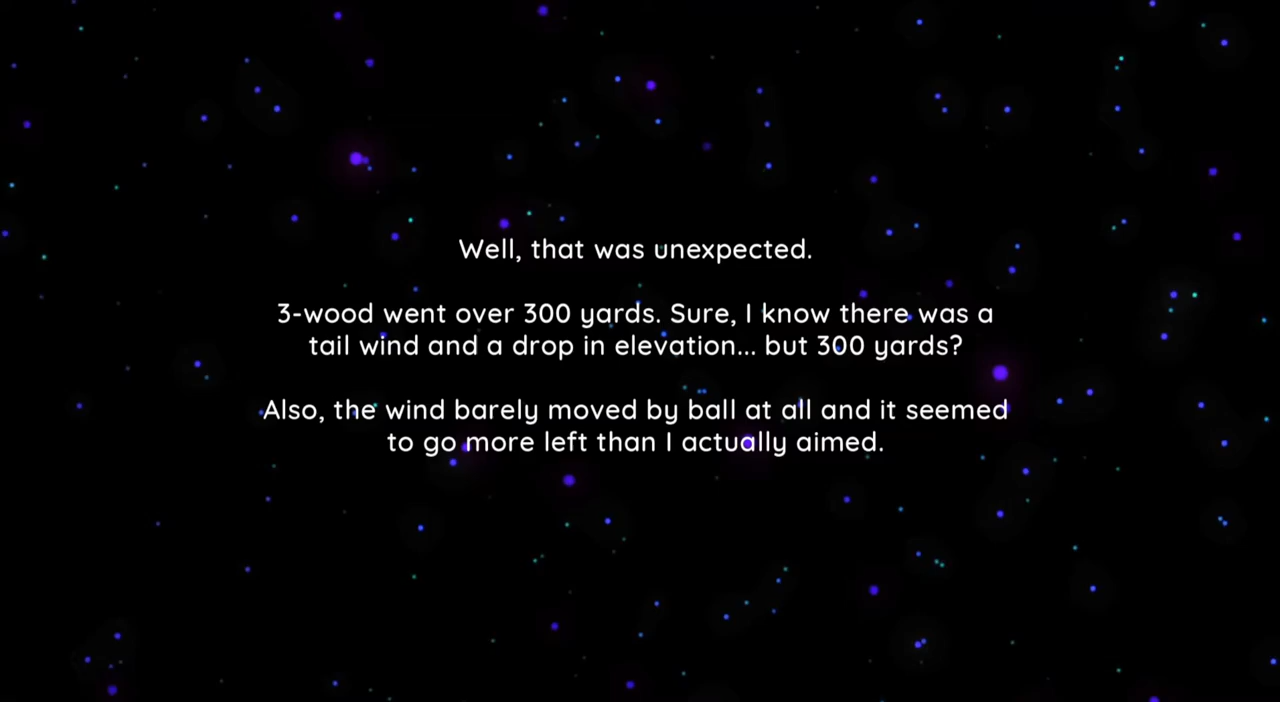 Well, that was unexpected.
3-wood went over 300 yards. Sure, I know there was a
tail wind and a drop in elevation... but 300 yards?
Also, the wind barely moved by ball at all and it seemed
to go more left than I actually aimed.